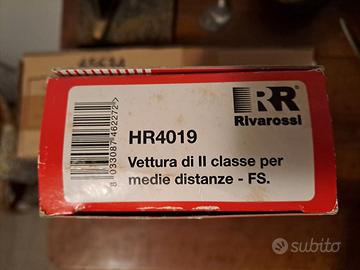 RR
Rivarossi
HR4019
Vettura di II classe per
medie distanze - FS.
8 033087 462272
subito